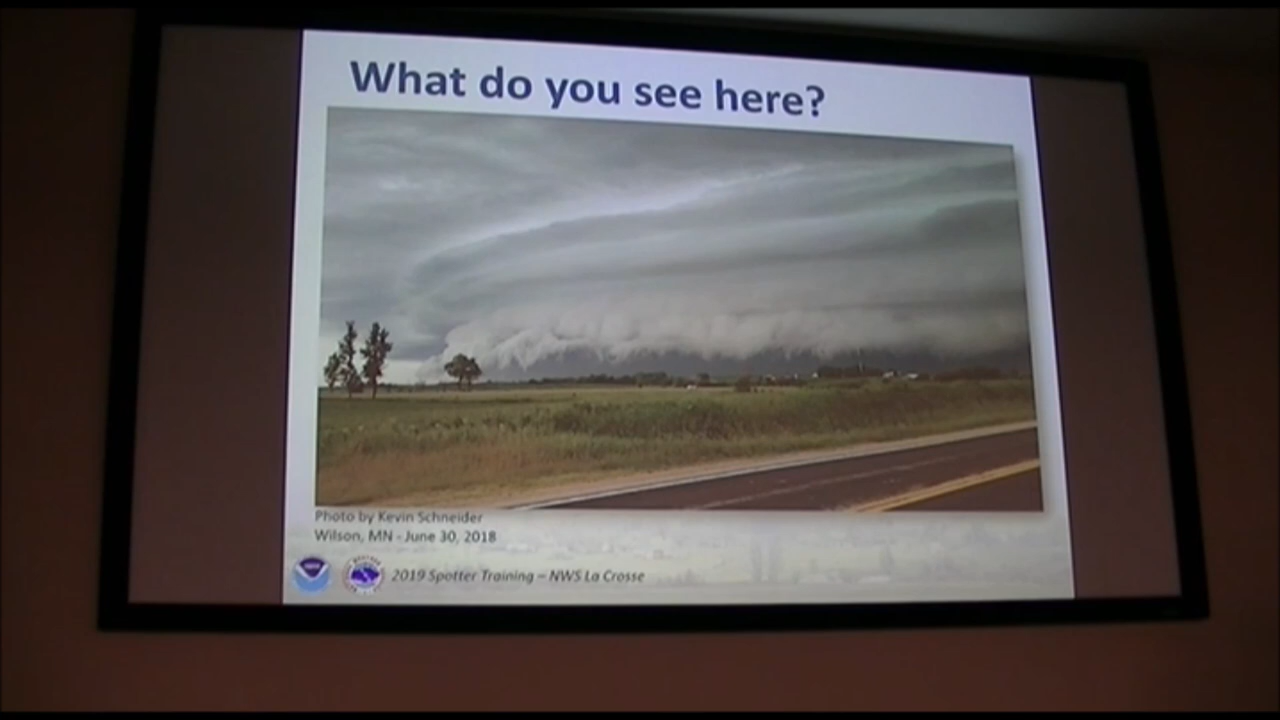 What do you see here?
Photo by Kevin Schneider
Wilson, MN - June 30, 2018
2019 Spotter Training – NWS La Crosse